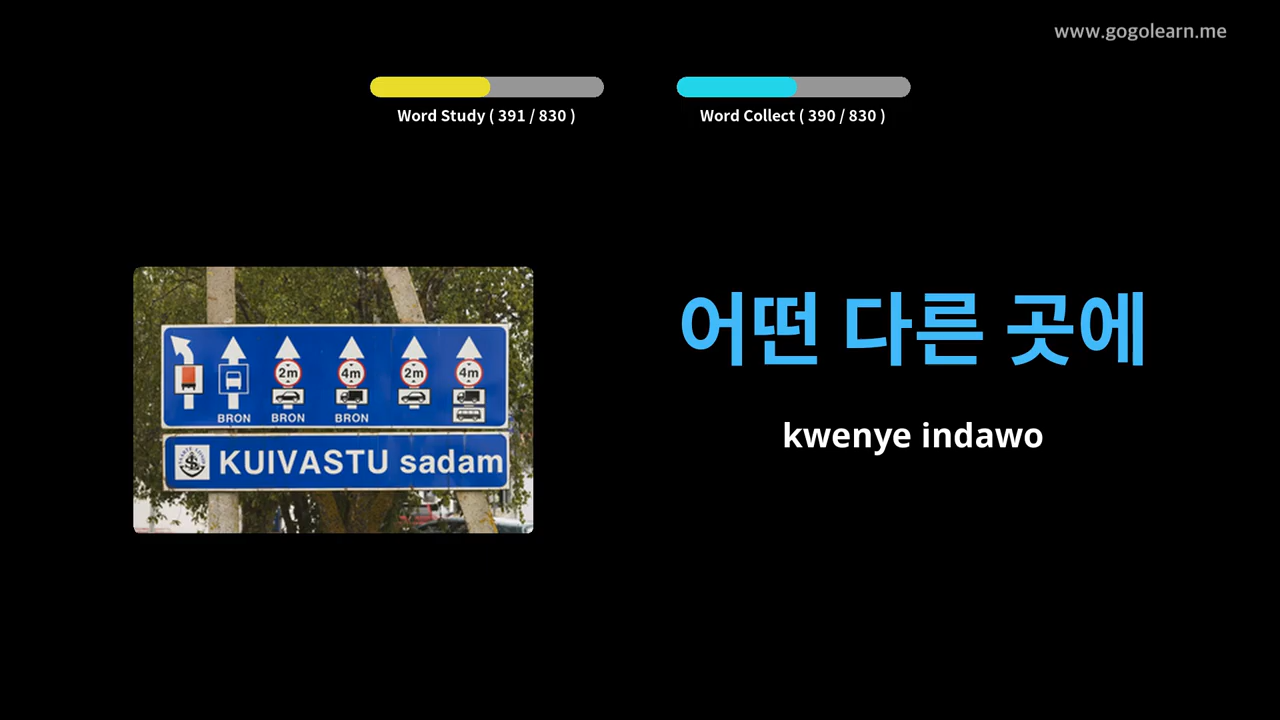 www.gogolearn.me
Word Study ( 391 / 830 )
Word Collect ( 390 / 830 )
어떤 다른 곳에
kwenye indawo
2m 4m 2m 4m
BRON BRON BRON
KUIVASTU sadam